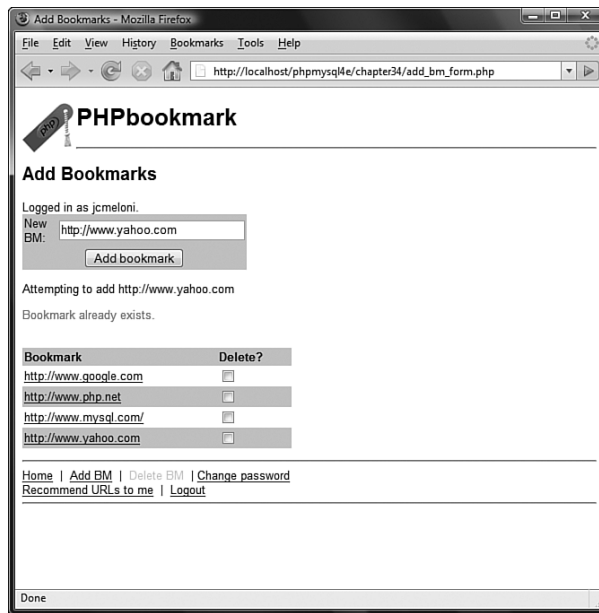 Add Bookmarks - Mozilla Firefox
File Edit View History Bookmarks Tools Help
http://localhost/phpmysql4e/chapter34/add_bm_form.php
php
PHPbookmark
Add Bookmarks
Logged in as jcmeloni.
New BM:
http://www.yahoo.com
Add bookmark
Attempting to add http://www.yahoo.com
Bookmark already exists.
Bookmark Delete?
http://www.google.com
http://www.php.net
http://www.mysql.com/
http://www.yahoo.com
Home | Add BM | Delete BM | Change password
Recommend URLs to me | Logout
Done